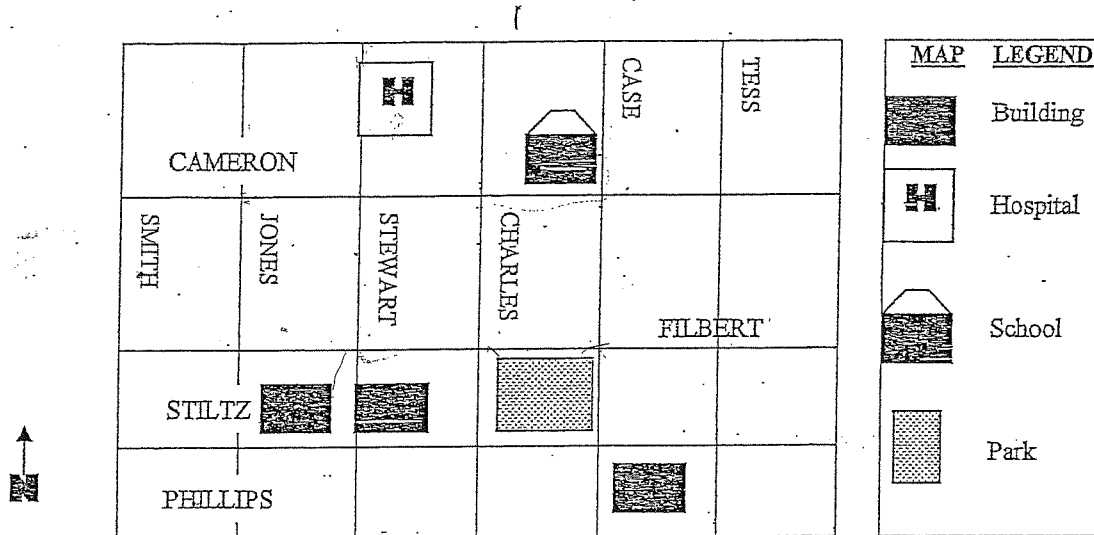 H
CASE
TESS
CAMERON
SMITH
JONES
STEWART
CHARLES
FILBERT
STILTZ
PHILLIPS
N
MAP LEGEND
Building
H
Hospital
School
Park